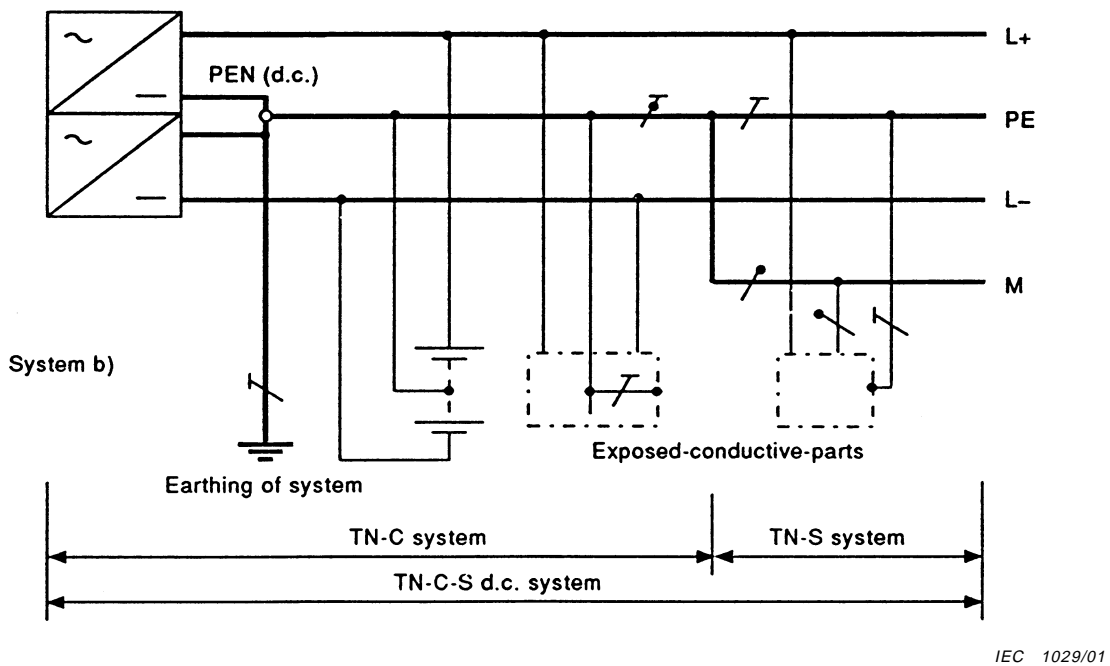 L+
PEN (d.c.)
PE
L–
M
System b)
Exposed-conductive-parts
Earthing of system
TN-C system
TN-S system
TN-C-S d.c. system
IEC 1029/01